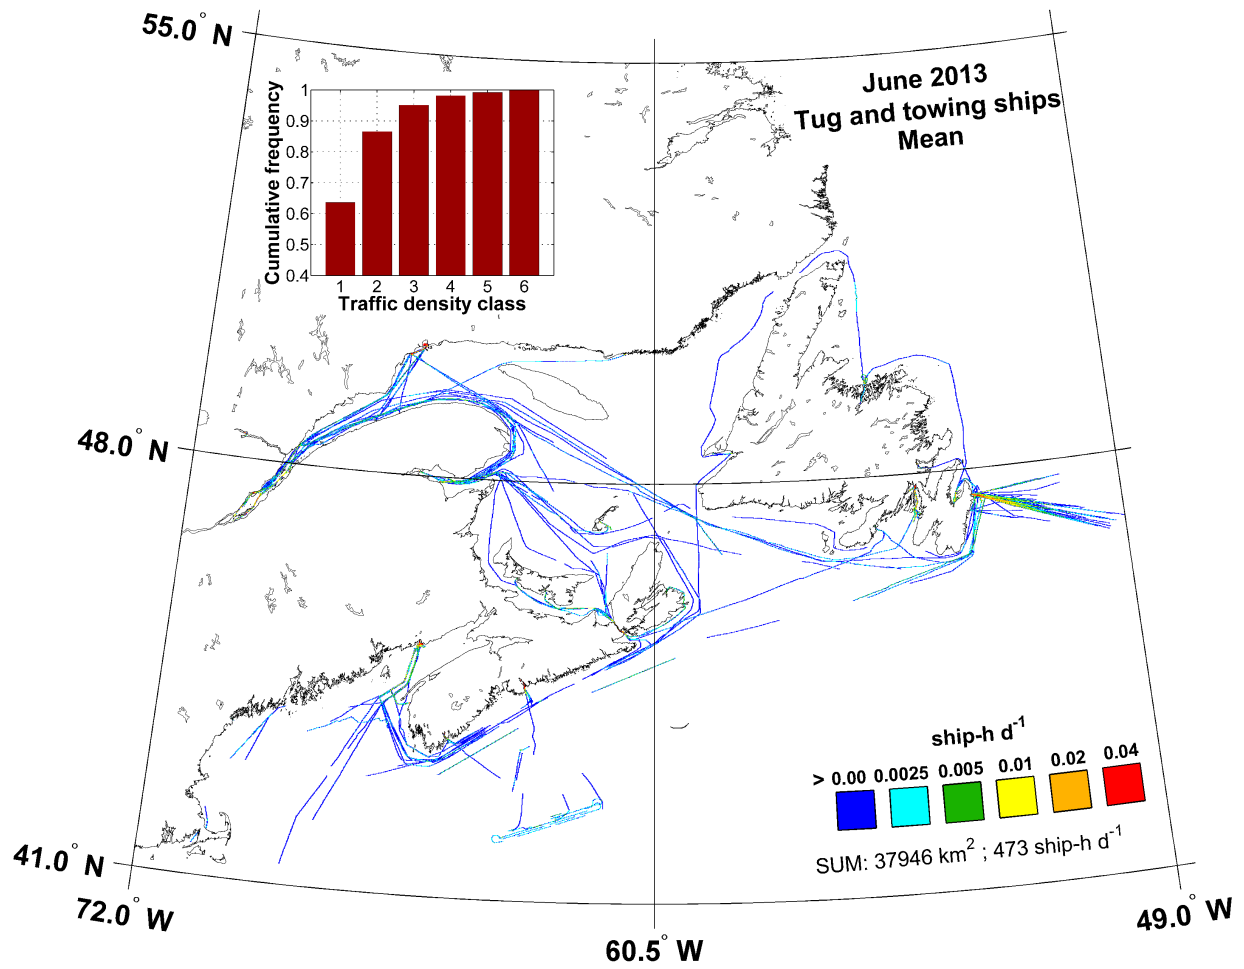 55.0° N
June 2013
Tug and towing ships
Mean
Cumulative frequency
1
0.9
0.8
0.7
0.6
0.5
0.4
1 2 3 4 5 6
Traffic density class
48.0° N
ship-h d⁻¹
> 0.00 0.0025 0.005 0.01 0.02 0.04
SUM: 37946 km² ; 473 ship-h d⁻¹
41.0° N
72.0° W
60.5° W
49.0° W